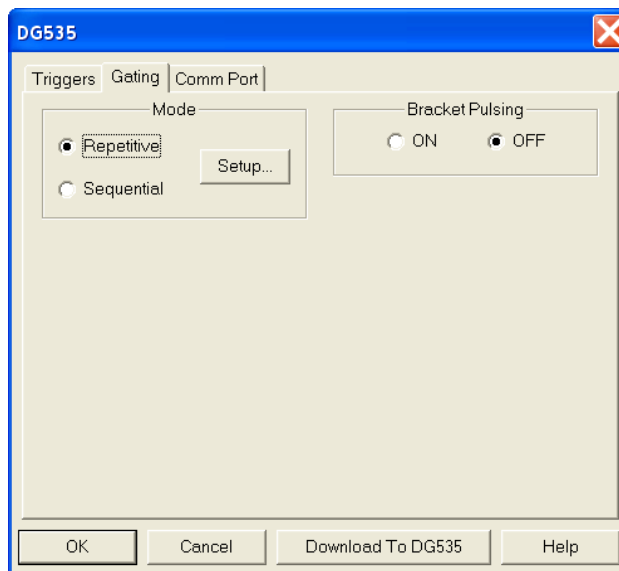 DG535
Triggers Gating Comm Port
Mode
Repetitive
Setup...
Sequential
Bracket Pulsing
ON OFF
OK Cancel Download To DG535 Help